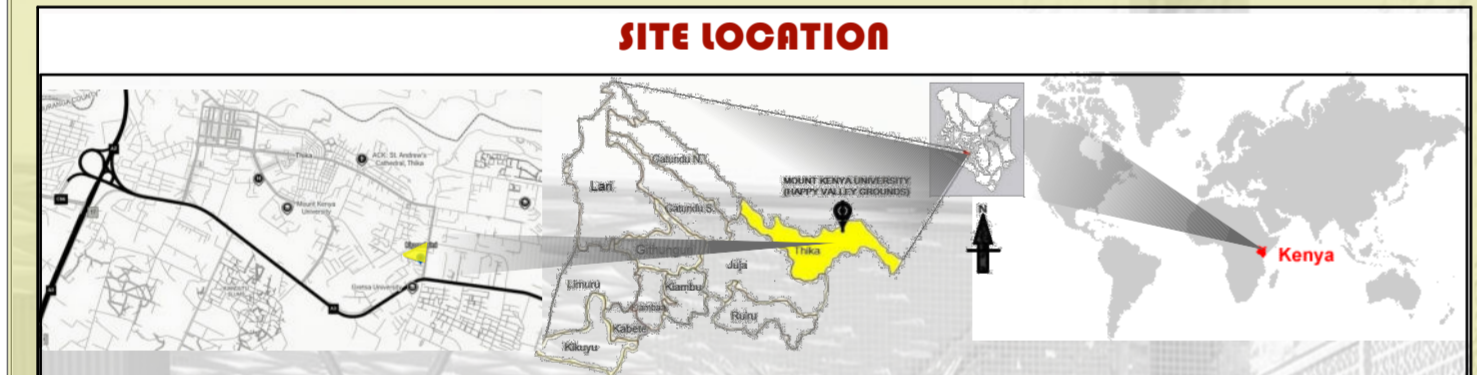 SITE LOCATION
Thika
ACK: St. Andrew's
Cathedral, Thika
Mount Kenya
University
Gatundu N.
Lari
MOUNT KENYA UNIVERSITY
(HAPPY VALLEY GROUNDS)
Gatundu S.
Thika
Juja
Limuru
Kiambu
Ruiru
Kabete
Kikuyu
N
Kenya